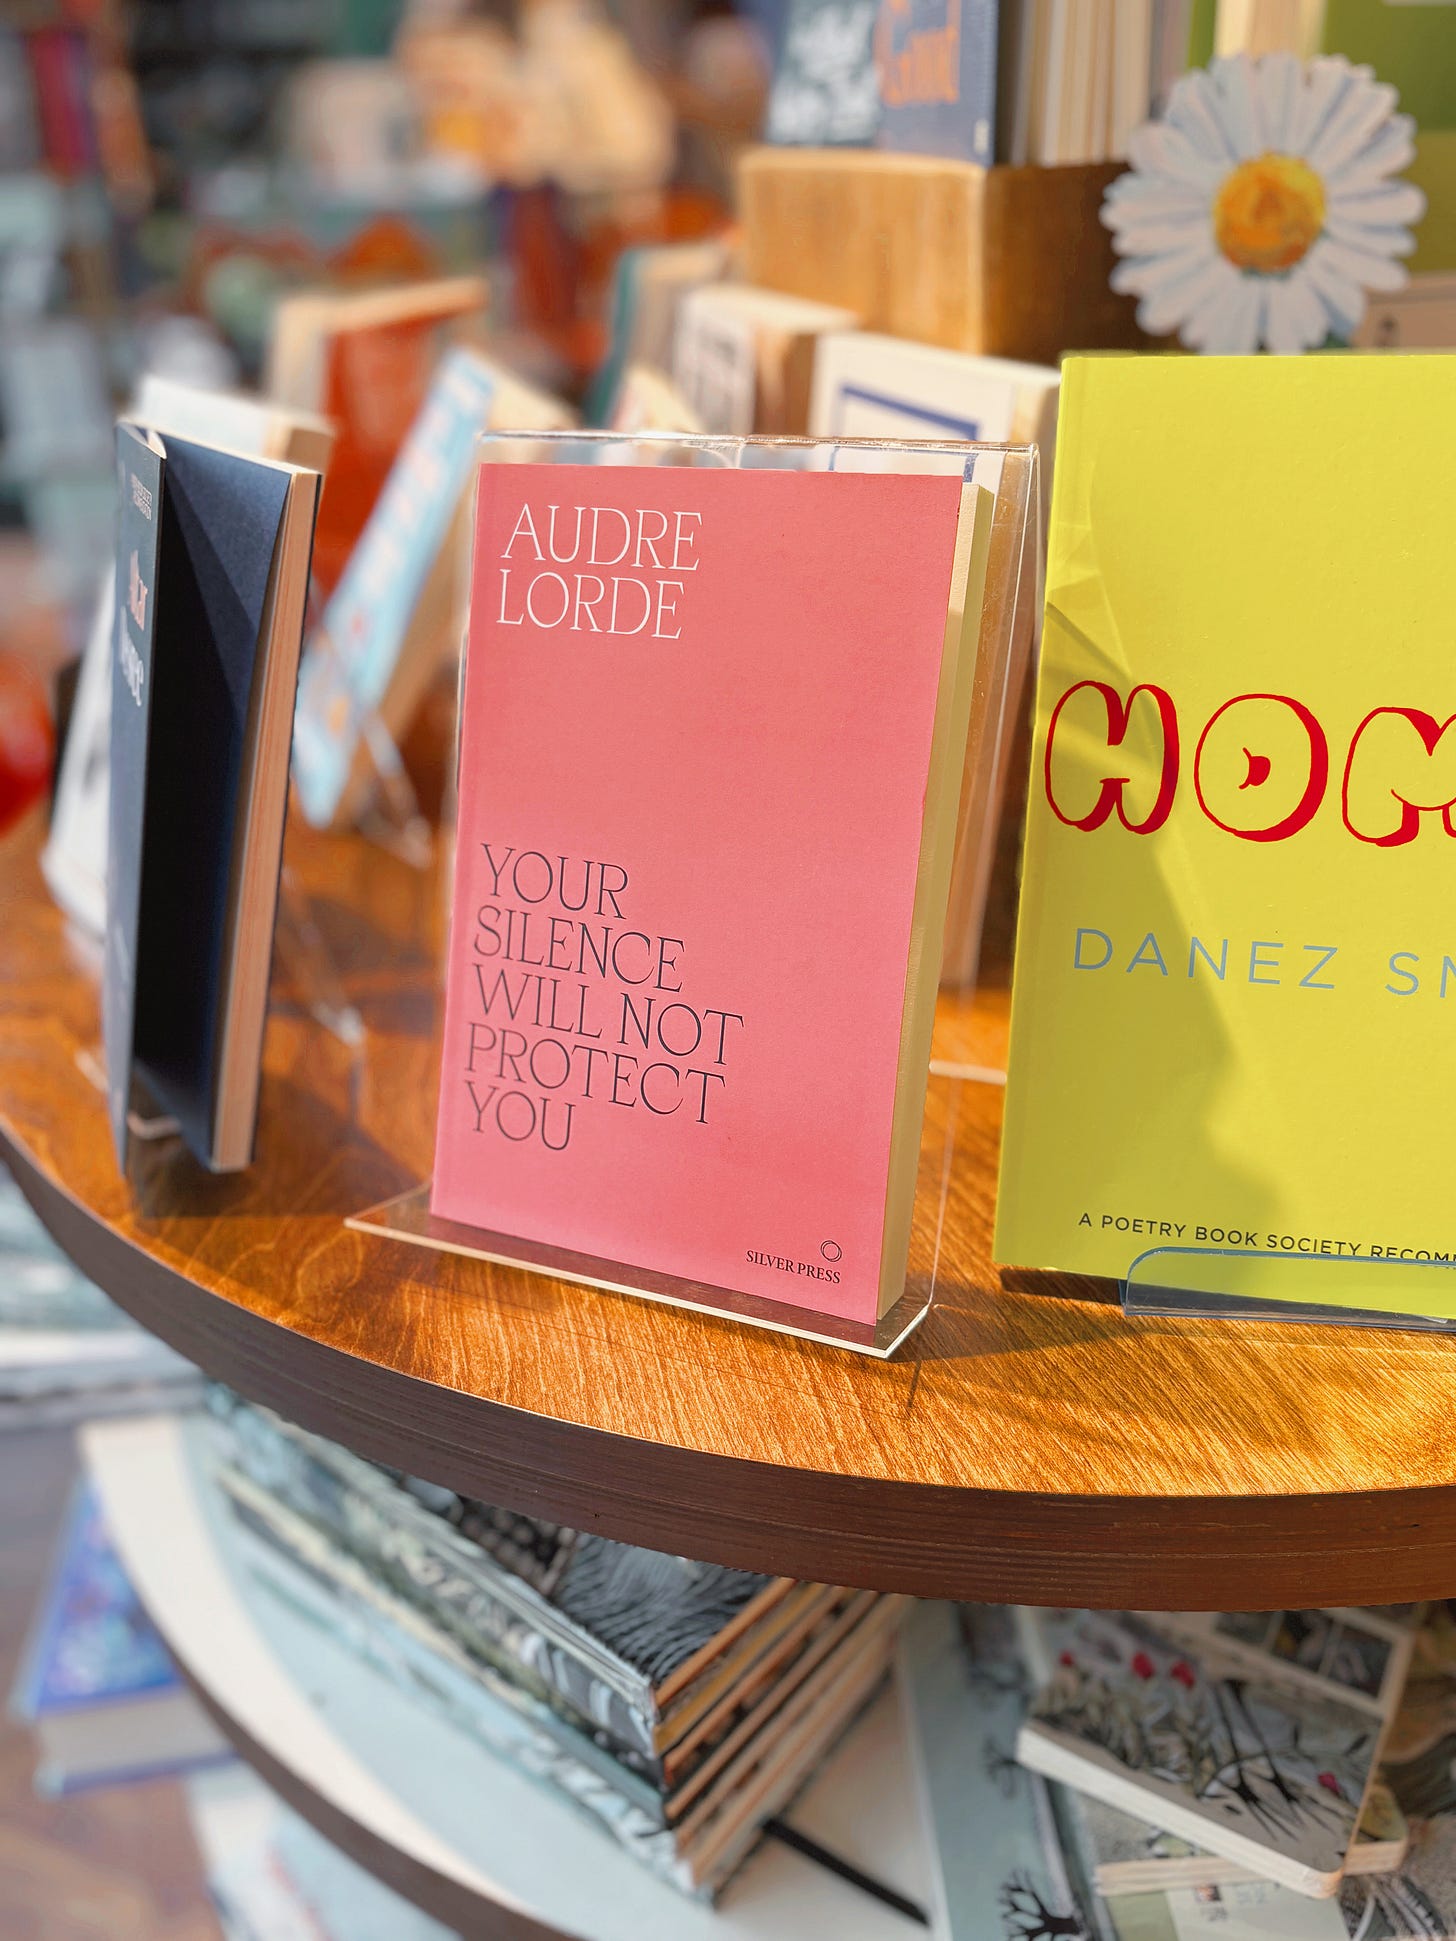 AUDRE
LORDE
YOUR
SILENCE
WILL NOT
PROTECT
YOU
SILVER PRESS
HOM
DANEZ SM
A POETRY BOOK SOCIETY RECOM